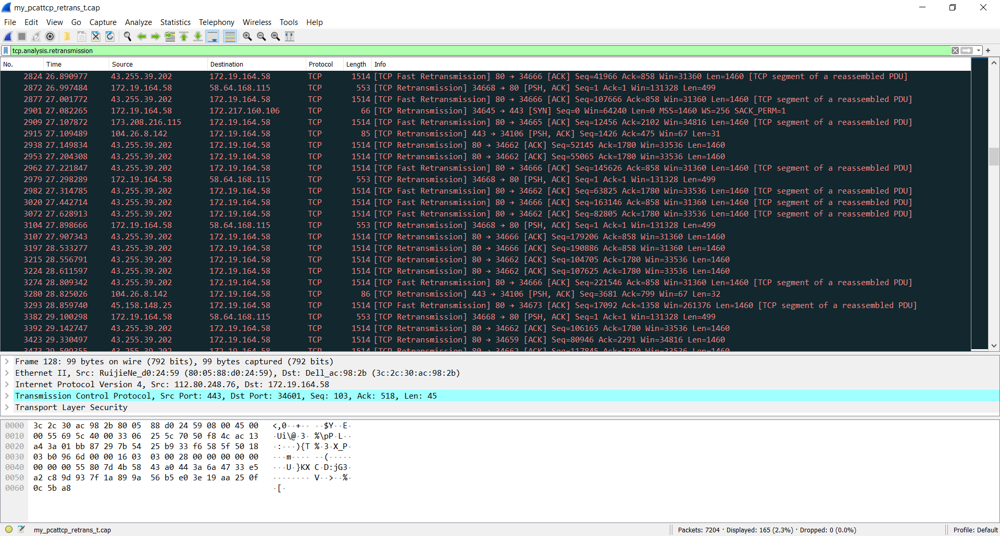 my_pcattcp_retrans_t.cap
File Edit View Go Capture Analyze Statistics Telephony Wireless Tools Help
tcp.analysis.retransmission
No. Time Source Destination Protocol Length Info
2824 26.890977 43.255.39.202 172.19.164.58 TCP 1514 [TCP Fast Retransmission] 80 → 34666 [ACK] Seq=41966 Ack=858 Win=31360 Len=1460 [TCP segment of a reassembled PDU]
2872 26.997484 172.19.164.58 58.64.168.115 TCP 553 [TCP Retransmission] 34668 → 80 [PSH, ACK] Seq=1 Ack=1 Win=131328 Len=499
2877 27.001772 43.255.39.202 172.19.164.58 TCP 1514 [TCP Fast Retransmission] 80 → 34666 [ACK] Seq=107666 Ack=858 Win=31360 Len=1460 [TCP segment of a reassembled PDU]
2901 27.082265 172.19.164.58 172.217.160.106 TCP 66 [TCP Retransmission] 34645 → 443 [SYN] Seq=0 Win=64240 Len=0 MSS=1460 WS=256 SACK_PERM=1
2909 27.107872 173.208.216.115 172.19.164.58 TCP 1514 [TCP Fast Retransmission] 80 → 34665 [ACK] Seq=12456 Ack=2102 Win=34816 Len=1460 [TCP segment of a reassembled PDU]
2915 27.109489 104.26.8.142 172.19.164.58 TCP 85 [TCP Retransmission] 443 → 34106 [PSH, ACK] Seq=1426 Ack=475 Win=67 Len=31
2938 27.149834 43.255.39.202 172.19.164.58 TCP 1514 [TCP Retransmission] 80 → 34662 [ACK] Seq=52145 Ack=1780 Win=33536 Len=1460
2953 27.204308 43.255.39.202 172.19.164.58 TCP 1514 [TCP Retransmission] 80 → 34662 [ACK] Seq=55065 Ack=1780 Win=33536 Len=1460
2962 27.221847 43.255.39.202 172.19.164.58 TCP 1514 [TCP Fast Retransmission] 80 → 34666 [ACK] Seq=145626 Ack=858 Win=31360 Len=1460 [TCP segment of a reassembled PDU]
2979 27.298289 172.19.164.58 58.64.168.115 TCP 553 [TCP Retransmission] 34668 → 80 [PSH, ACK] Seq=1 Ack=1 Win=131328 Len=499
2982 27.314785 43.255.39.202 172.19.164.58 TCP 1514 [TCP Fast Retransmission] 80 → 34662 [ACK] Seq=63825 Ack=1780 Win=33536 Len=1460 [TCP segment of a reassembled PDU]
3020 27.442714 43.255.39.202 172.19.164.58 TCP 1514 [TCP Fast Retransmission] 80 → 34666 [ACK] Seq=163146 Ack=858 Win=31360 Len=1460 [TCP segment of a reassembled PDU]
3072 27.628913 43.255.39.202 172.19.164.58 TCP 1514 [TCP Fast Retransmission] 80 → 34662 [ACK] Seq=82805 Ack=1780 Win=33536 Len=1460 [TCP segment of a reassembled PDU]
3104 27.898666 172.19.164.58 58.64.168.115 TCP 553 [TCP Retransmission] 34668 → 80 [PSH, ACK] Seq=1 Ack=1 Win=131328 Len=499
3107 27.907343 43.255.39.202 172.19.164.58 TCP 1514 [TCP Retransmission] 80 → 34666 [ACK] Seq=179206 Ack=858 Win=31360 Len=1460
3197 28.533277 43.255.39.202 172.19.164.58 TCP 1514 [TCP Retransmission] 80 → 34666 [ACK] Seq=190886 Ack=858 Win=31360 Len=1460
3215 28.556791 43.255.39.202 172.19.164.58 TCP 1514 [TCP Retransmission] 80 → 34662 [ACK] Seq=104705 Ack=1780 Win=33536 Len=1460
3224 28.611597 43.255.39.202 172.19.164.58 TCP 1514 [TCP Retransmission] 80 → 34662 [ACK] Seq=107625 Ack=1780 Win=33536 Len=1460
3274 28.809342 43.255.39.202 172.19.164.58 TCP 1514 [TCP Fast Retransmission] 80 → 34666 [ACK] Seq=221546 Ack=858 Win=31360 Len=1460 [TCP segment of a reassembled PDU]
3280 28.825026 104.26.8.142 172.19.164.58 TCP 86 [TCP Retransmission] 443 → 34106 [PSH, ACK] Seq=3681 Ack=799 Win=67 Len=32
3293 28.859740 45.158.148.25 172.19.164.58 TCP 1514 [TCP Fast Retransmission] 80 → 34673 [ACK] Seq=17092 Ack=1358 Win=261376 Len=1460 [TCP segment of a reassembled PDU]
3382 29.100298 172.19.164.58 58.64.168.115 TCP 553 [TCP Retransmission] 34668 → 80 [PSH, ACK] Seq=1 Ack=1 Win=131328 Len=499
3392 29.142747 43.255.39.202 172.19.164.58 TCP 1514 [TCP Retransmission] 80 → 34662 [ACK] Seq=106165 Ack=1780 Win=33536 Len=1460
3423 29.330497 43.255.39.202 172.19.164.58 TCP 1514 [TCP Retransmission] 80 → 34659 [ACK] Seq=80946 Ack=2291 Win=34816 Len=1460
3473 29.509355 43.255.39.202 172.19.164.58 TCP 1514 [TCP Retransmission] 80 → 34662 [ACK] Seq=117845 Ack=1780 Win=33536 Len=1460
Frame 128: 99 bytes on wire (792 bits), 99 bytes captured (792 bits)
Ethernet II, Src: RuijieNe_d0:24:59 (80:05:88:d0:24:59), Dst: Dell_ac:98:2b (3c:2c:30:ac:98:2b)
Internet Protocol Version 4, Src: 112.80.248.76, Dst: 172.19.164.58
Transmission Control Protocol, Src Port: 443, Dst Port: 34601, Seq: 103, Ack: 518, Len: 45
Transport Layer Security
0000 3c 2c 30 ac 98 2b 80 05 88 d0 24 59 08 00 45 00 <,0··+·· ··$Y··E·
0010 00 55 69 5c 40 00 33 06 25 5c 70 50 f8 4c ac 13 ·Ui\@·3· %\pP·L··
0020 a4 3a 01 bb 87 29 7b 54 25 b9 33 f6 58 5f 50 18 ·:···){T %·3·X_P·
0030 03 b0 96 6d 00 00 16 03 03 00 28 00 00 00 00 00 ···m···· ··(·····
0040 00 00 00 55 80 7d 4b 58 43 a0 44 3a 6a 47 33 e5 ···U·}KX C·D:jG3·
0050 a2 c8 9d 93 7f 1a 89 9a 56 b5 e0 3e 19 aa 25 0f ········ V··>··%·
0060 0c 5b a8 ·[·
my_pcattcp_retrans_t.cap Packets: 7204 · Displayed: 165 (2.3%) · Dropped: 0 (0.0%) Profile: Default